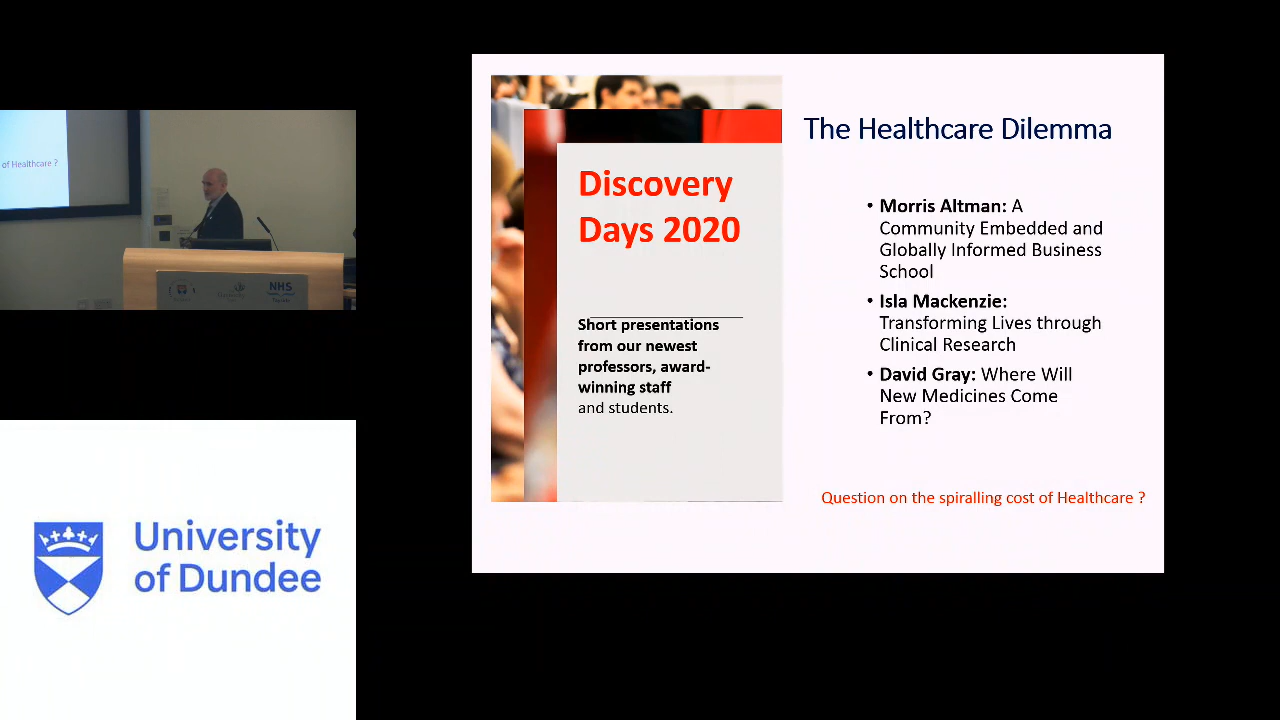 of Healthcare ?
NHS
University
of Dundee
Discovery
Days 2020
Short presentations
from our newest
professors, award-
winning staff
and students.
The Healthcare Dilemma
• Morris Altman: A
Community Embedded and
Globally Informed Business
School
• Isla Mackenzie:
Transforming Lives through
Clinical Research
• David Gray: Where Will
New Medicines Come
From?
Question on the spiralling cost of Healthcare ?